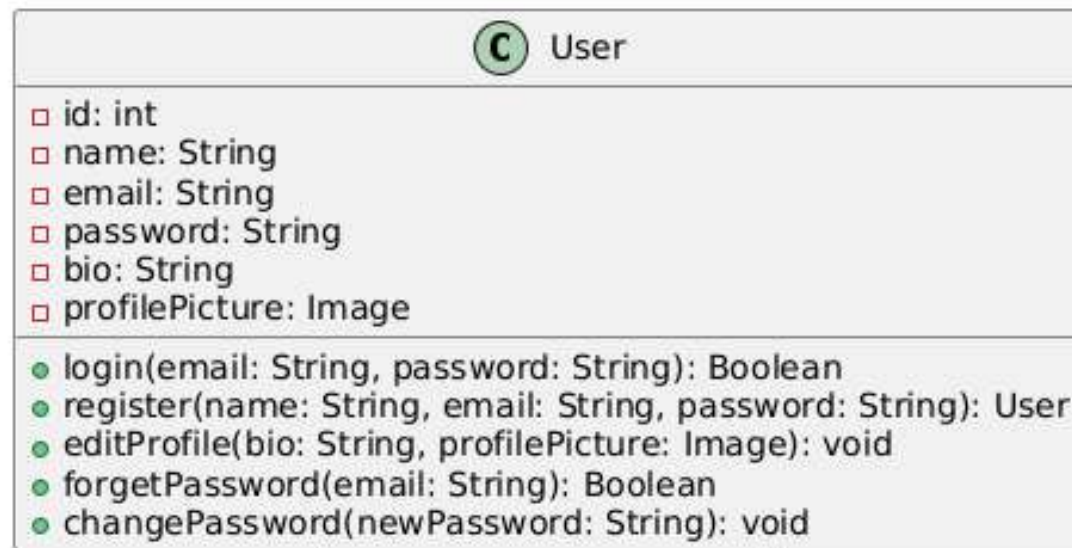 C User
id: int
name: String
email: String
password: String
bio: String
profilePicture: Image
login(email: String, password: String): Boolean
register(name: String, email: String, password: String): User
editProfile(bio: String, profilePicture: Image): void
forgetPassword(email: String): Boolean
changePassword(newPassword: String): void